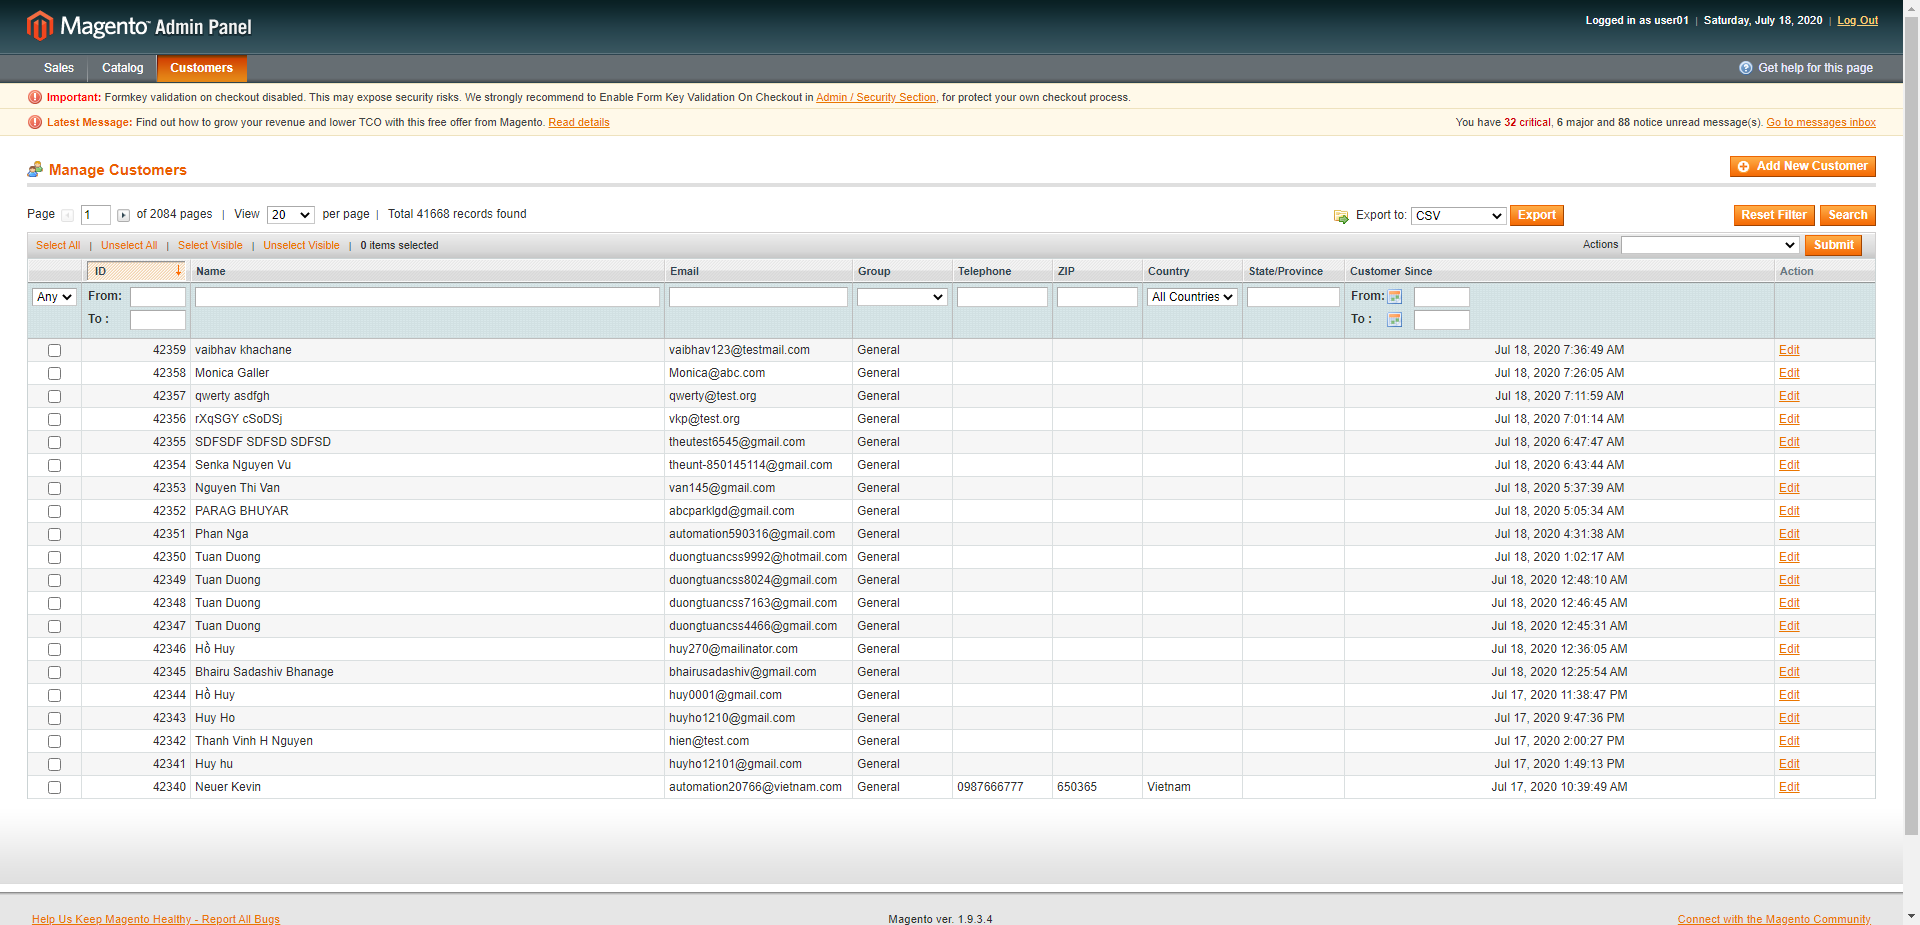 Magento™ Admin Panel
Logged in as user01 | Saturday, July 18, 2020 | Log Out
Sales Catalog Customers Get help for this page
Important: Formkey validation on checkout disabled. This may expose security risks. We strongly recommend to Enable Form Key Validation On Checkout in Admin / Security Section, for protect your own checkout process.
Latest Message: Find out how to grow your revenue and lower TCO with this free offer from Magento. Read details You have 32 critical, 6 major and 88 notice unread message(s). Go to messages inbox
Manage Customers Add New Customer
Page 1 of 2084 pages | View 20 per page | Total 41668 records found Export to: CSV Export Reset Filter Search
Select All | Unselect All | Select Visible | Unselect Visible | 0 items selected Actions Submit
ID Name Email Group Telephone ZIP Country State/Province Customer Since Action
Any From: All Countries From:
To : To :
42359 vaibhav khachane vaibhav123@testmail.com General Jul 18, 2020 7:36:49 AM Edit
42358 Monica Galler Monica@abc.com General Jul 18, 2020 7:26:05 AM Edit
42357 qwerty asdfgh qwerty@test.org General Jul 18, 2020 7:11:59 AM Edit
42356 rXqSGY cSoDSj vkp@test.org General Jul 18, 2020 7:01:14 AM Edit
42355 SDFSDF SDFSD SDFSD theutest6545@gmail.com General Jul 18, 2020 6:47:47 AM Edit
42354 Senka Nguyen Vu theunt-850145114@gmail.com General Jul 18, 2020 6:43:44 AM Edit
42353 Nguyen Thi Van van145@gmail.com General Jul 18, 2020 5:37:39 AM Edit
42352 PARAG BHUYAR abcparklgd@gmail.com General Jul 18, 2020 5:05:34 AM Edit
42351 Phan Nga automation590316@gmail.com General Jul 18, 2020 4:31:38 AM Edit
42350 Tuan Duong duongtuancss9992@hotmail.com General Jul 18, 2020 1:02:17 AM Edit
42349 Tuan Duong duongtuancss8024@gmail.com General Jul 18, 2020 12:48:10 AM Edit
42348 Tuan Duong duongtuancss7163@gmail.com General Jul 18, 2020 12:46:45 AM Edit
42347 Tuan Duong duongtuancss4466@gmail.com General Jul 18, 2020 12:45:31 AM Edit
42346 Hồ Huy huy270@mailinator.com General Jul 18, 2020 12:36:05 AM Edit
42345 Bhairu Sadashiv Bhanage bhairusadashiv@gmail.com General Jul 18, 2020 12:25:54 AM Edit
42344 Hồ Huy huy0001@gmail.com General Jul 17, 2020 11:38:47 PM Edit
42343 Huy Ho huyho1210@gmail.com General Jul 17, 2020 9:47:36 PM Edit
42342 Thanh Vinh H Nguyen hien@test.com General Jul 17, 2020 2:00:27 PM Edit
42341 Huy hu huyho12101@gmail.com General Jul 17, 2020 1:49:13 PM Edit
42340 Neuer Kevin automation20766@vietnam.com General 0987666777 650365 Vietnam Jul 17, 2020 10:39:49 AM Edit
Help Us Keep Magento Healthy - Report All Bugs Magento ver. 1.9.3.4 Connect with the Magento Community